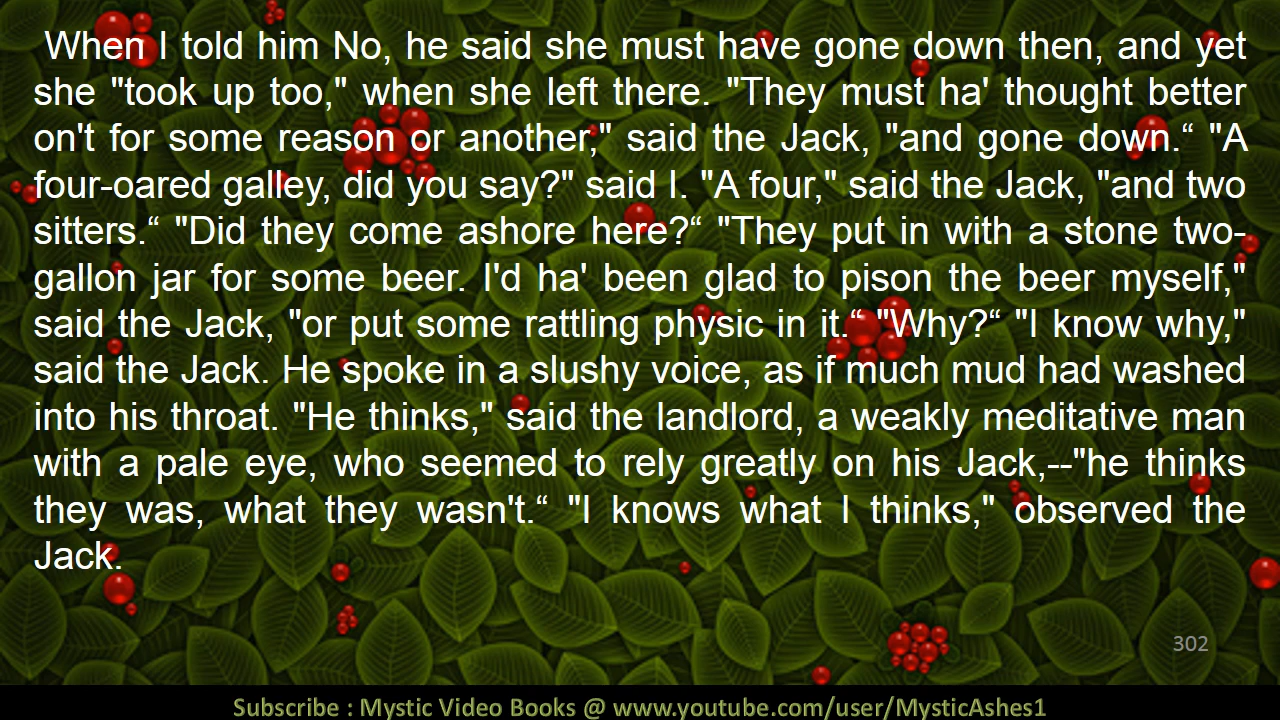 When I told him No, he said she must have gone down then, and yet
she "took up too," when she left there. "They must ha' thought better
on't for some reason or another," said the Jack, "and gone down.“ "A
four-oared galley, did you say?" said I. "A four," said the Jack, "and two
sitters.“ "Did they come ashore here?“ "They put in with a stone two-
gallon jar for some beer. I'd ha' been glad to pison the beer myself,"
said the Jack, "or put some rattling physic in it.“ "Why?“ "I know why,"
said the Jack. He spoke in a slushy voice, as if much mud had washed
into his throat. "He thinks," said the landlord, a weakly meditative man
with a pale eye, who seemed to rely greatly on his Jack,--"he thinks
they was, what they wasn't.“ "I knows what I thinks," observed the
Jack.
302
Subscribe : Mystic Video Books @ www.youtube.com/user/MysticAshes1